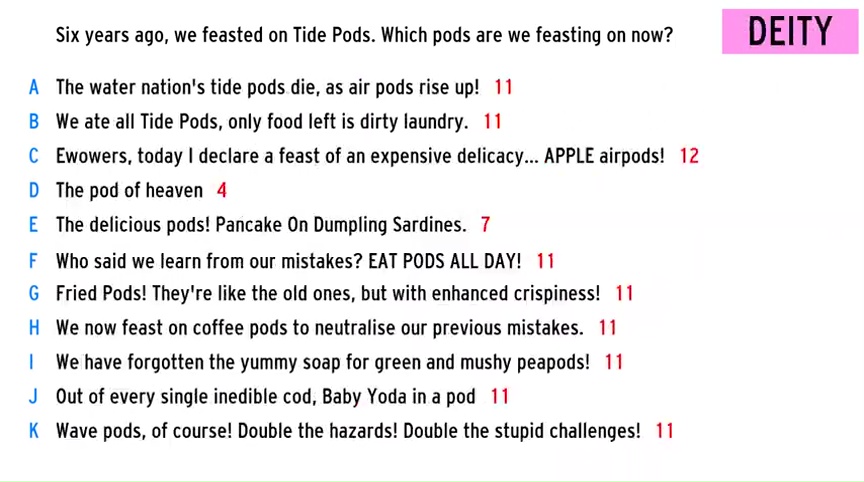 Six years ago, we feasted on Tide Pods. Which pods are we feasting on now?
DEITY
A The water nation's tide pods die, as air pods rise up! 11
B We ate all Tide Pods, only food left is dirty laundry. 11
C Ewowers, today I declare a feast of an expensive delicacy... APPLE airpods! 12
D The pod of heaven 4
E The delicious pods! Pancake On Dumpling Sardines. 7
F Who said we learn from our mistakes? EAT PODS ALL DAY! 11
G Fried Pods! They're like the old ones, but with enhanced crispiness! 11
H We now feast on coffee pods to neutralise our previous mistakes. 11
I We have forgotten the yummy soap for green and mushy peapods! 11
J Out of every single inedible cod, Baby Yoda in a pod 11
K Wave pods, of course! Double the hazards! Double the stupid challenges! 11